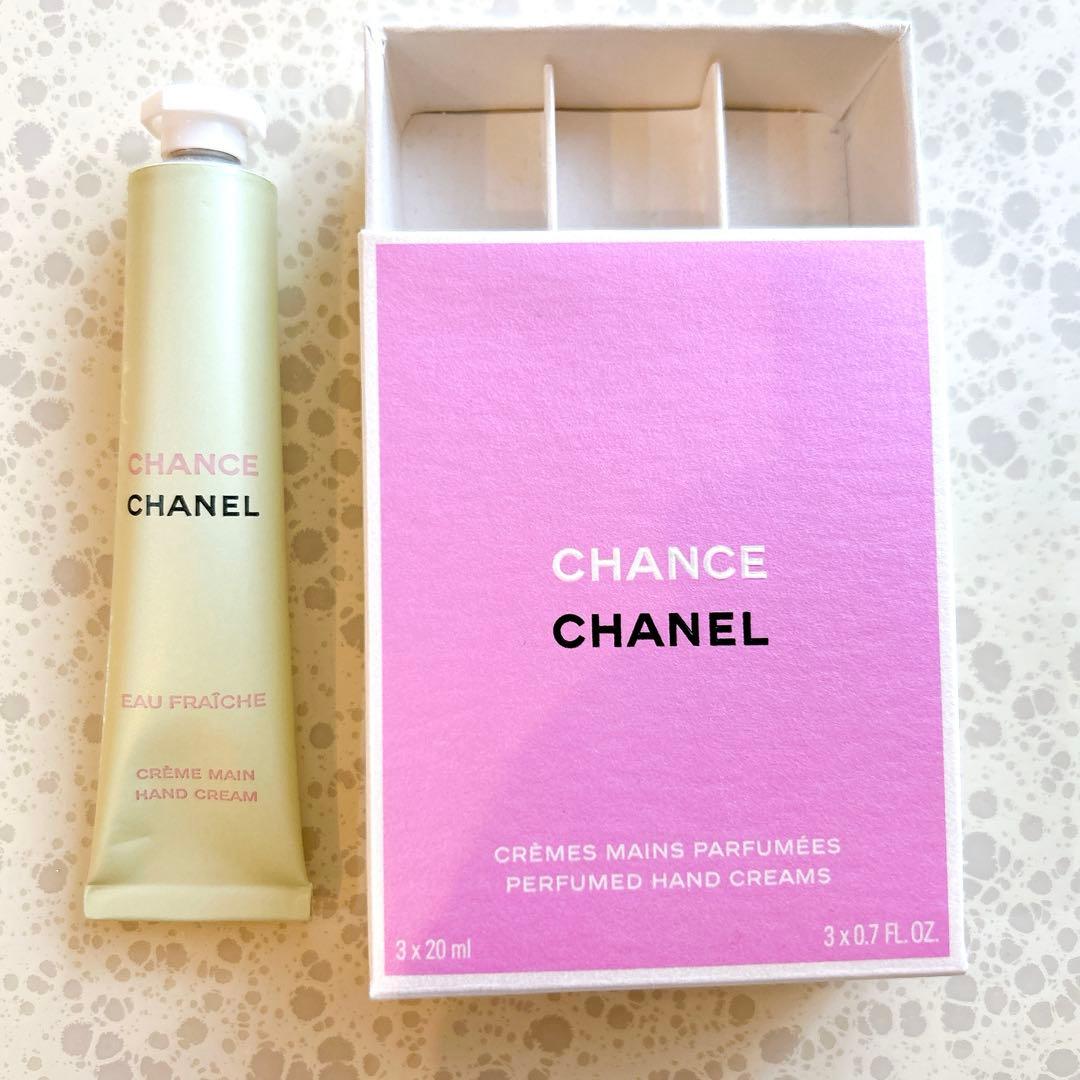 CHANCE
CHANEL
EAU FRAÎCHE
CRÈME MAIN
HAND CREAM
CHANCE
CHANEL
CRÈMES MAINS PARFUMÉES
PERFUMED HAND CREAMS
3 x 20 ml
3 x 0.7 FL. OZ.